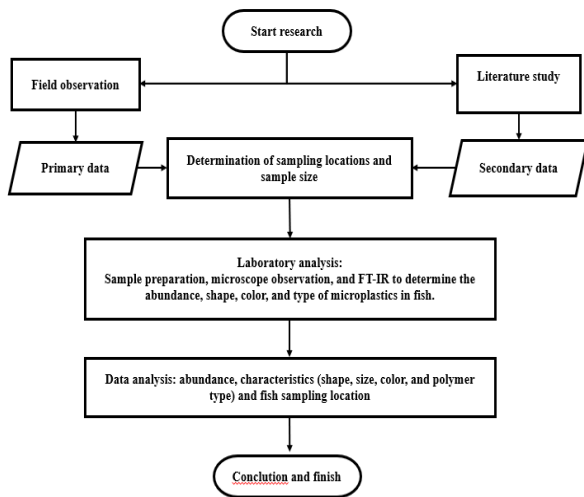 Start research
Field observation
Literature study
Primary data
Determination of sampling locations and
sample size
Secondary data
Laboratory analysis:
Sample preparation, microscope observation, and FT-IR to determine the
abundance, shape, color, and type of microplastics in fish.
Data analysis: abundance, characteristics (shape, size, color, and polymer
type) and fish sampling location
Conclution and finish